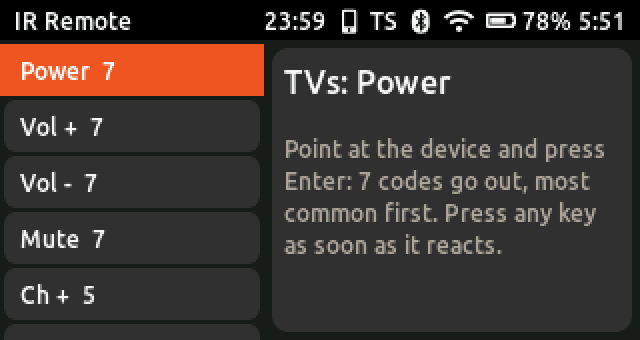 IR Remote 23:59 TS 78% 5:51
Power 7
Vol + 7
Vol - 7
Mute 7
Ch + 5
TVs: Power
Point at the device and press
Enter: 7 codes go out, most
common first. Press any key
as soon as it reacts.